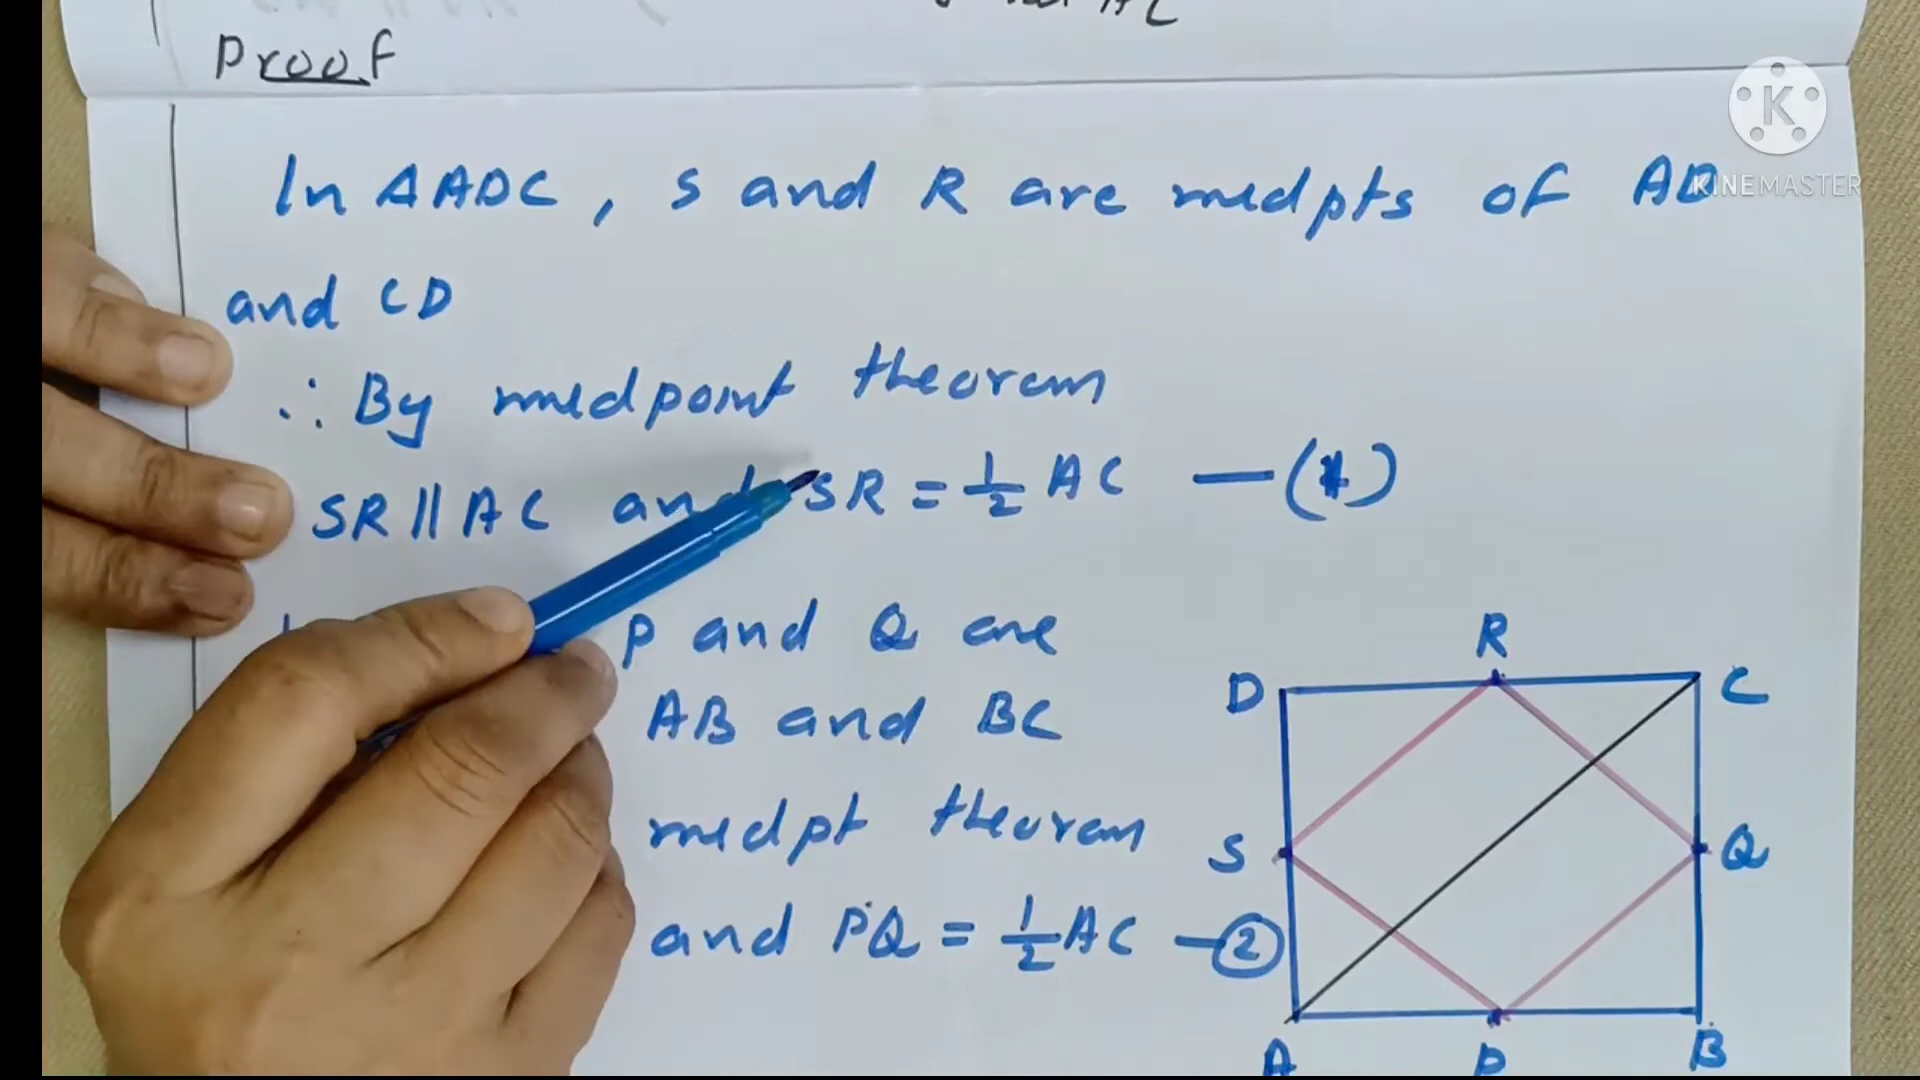 AC
Proof
In ΔADC, S and R are midpts of AD
and CD
∴ By midpoint theorem
SR || AC and SR = 1/2 AC — (*)
P and Q are
AB and BC
midpt theorem
and PQ = 1/2 AC — ②
R
D
C
S
Q
A
P
B
K
KINEMASTER